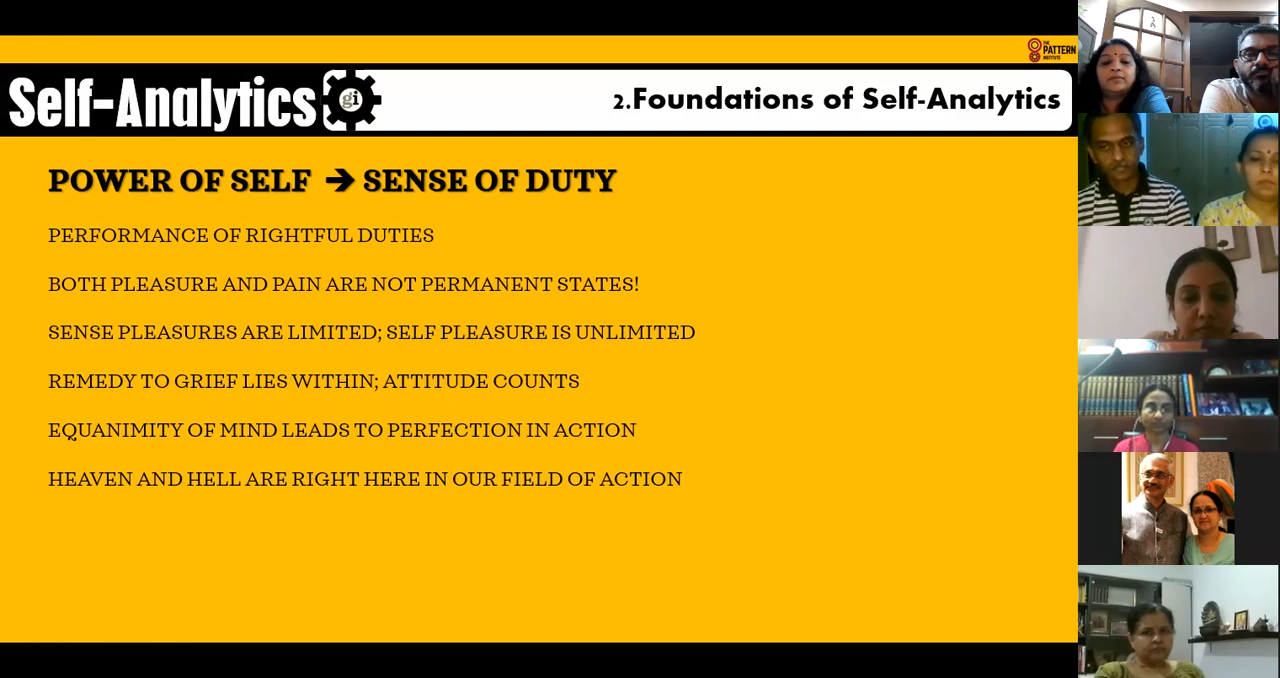 THE
PATTERN
INSTITUTE
Self-Analytics
gi
2.Foundations of Self-Analytics
POWER OF SELF → SENSE OF DUTY
PERFORMANCE OF RIGHTFUL DUTIES
BOTH PLEASURE AND PAIN ARE NOT PERMANENT STATES!
SENSE PLEASURES ARE LIMITED; SELF PLEASURE IS UNLIMITED
REMEDY TO GRIEF LIES WITHIN; ATTITUDE COUNTS
EQUANIMITY OF MIND LEADS TO PERFECTION IN ACTION
HEAVEN AND HELL ARE RIGHT HERE IN OUR FIELD OF ACTION